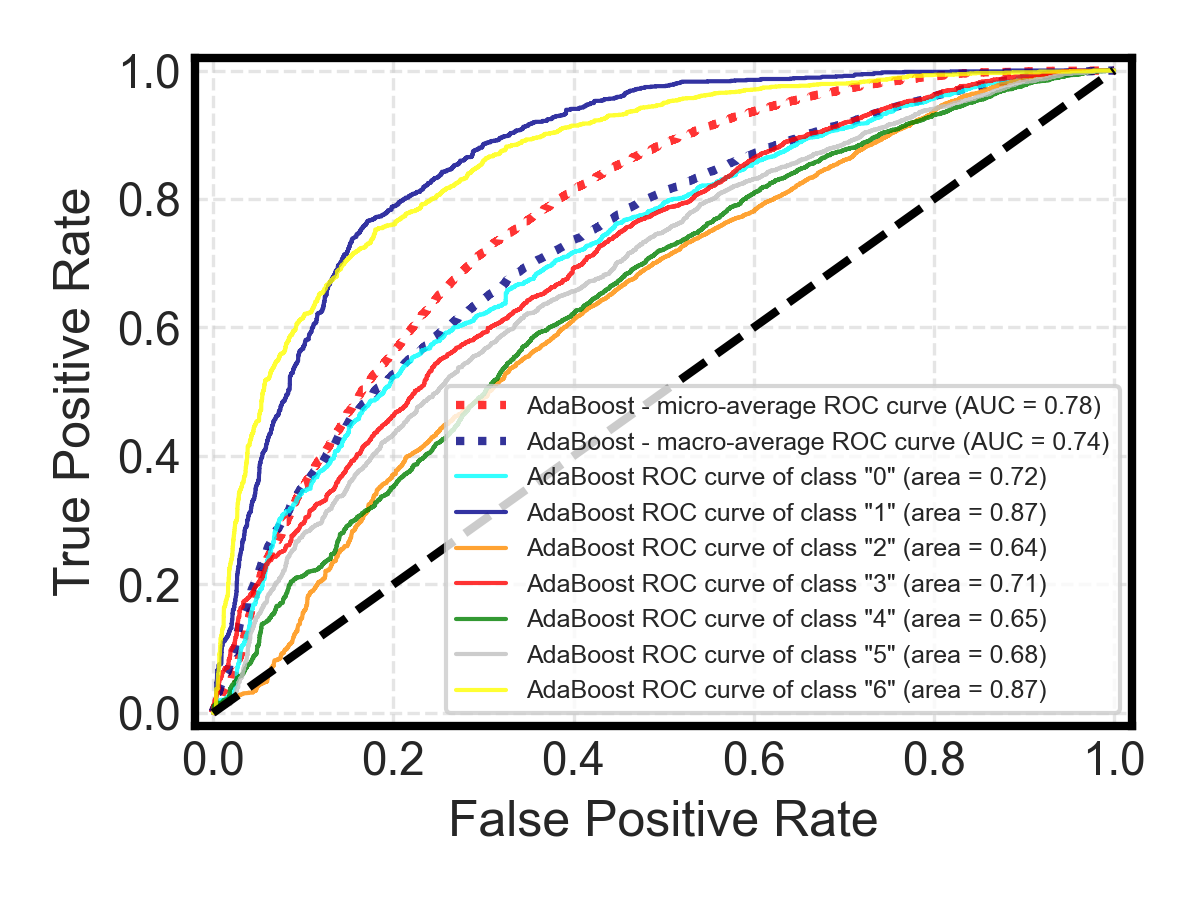 1.0
0.8
0.6
0.4
0.2
0.0
True Positive Rate
AdaBoost - micro-average ROC curve (AUC = 0.78)
AdaBoost - macro-average ROC curve (AUC = 0.74)
AdaBoost ROC curve of class "0" (area = 0.72)
AdaBoost ROC curve of class "1" (area = 0.87)
AdaBoost ROC curve of class "2" (area = 0.64)
AdaBoost ROC curve of class "3" (area = 0.71)
AdaBoost ROC curve of class "4" (area = 0.65)
AdaBoost ROC curve of class "5" (area = 0.68)
AdaBoost ROC curve of class "6" (area = 0.87)
0.0 0.2 0.4 0.6 0.8 1.0
False Positive Rate